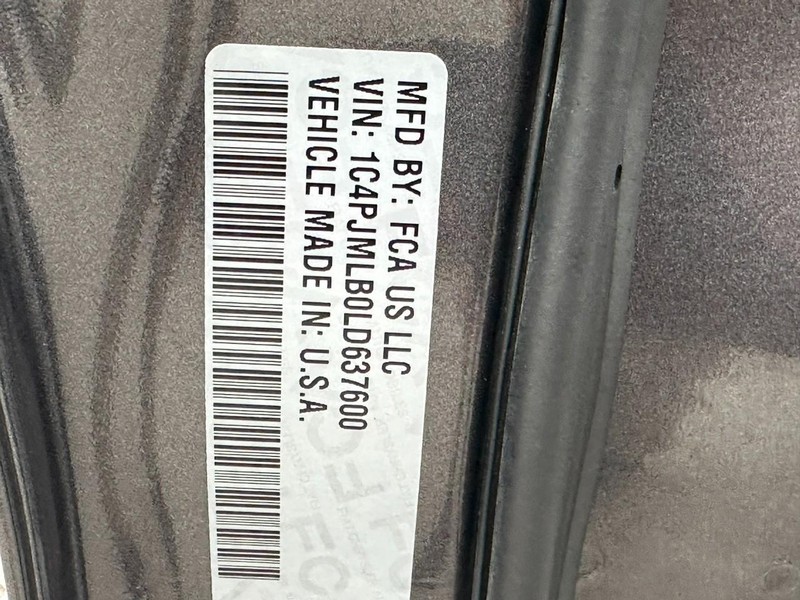 MFD BY: FCA US LLC
VIN: 1C4PJMLB0LD637600
VEHICLE MADE IN: U.S.A.